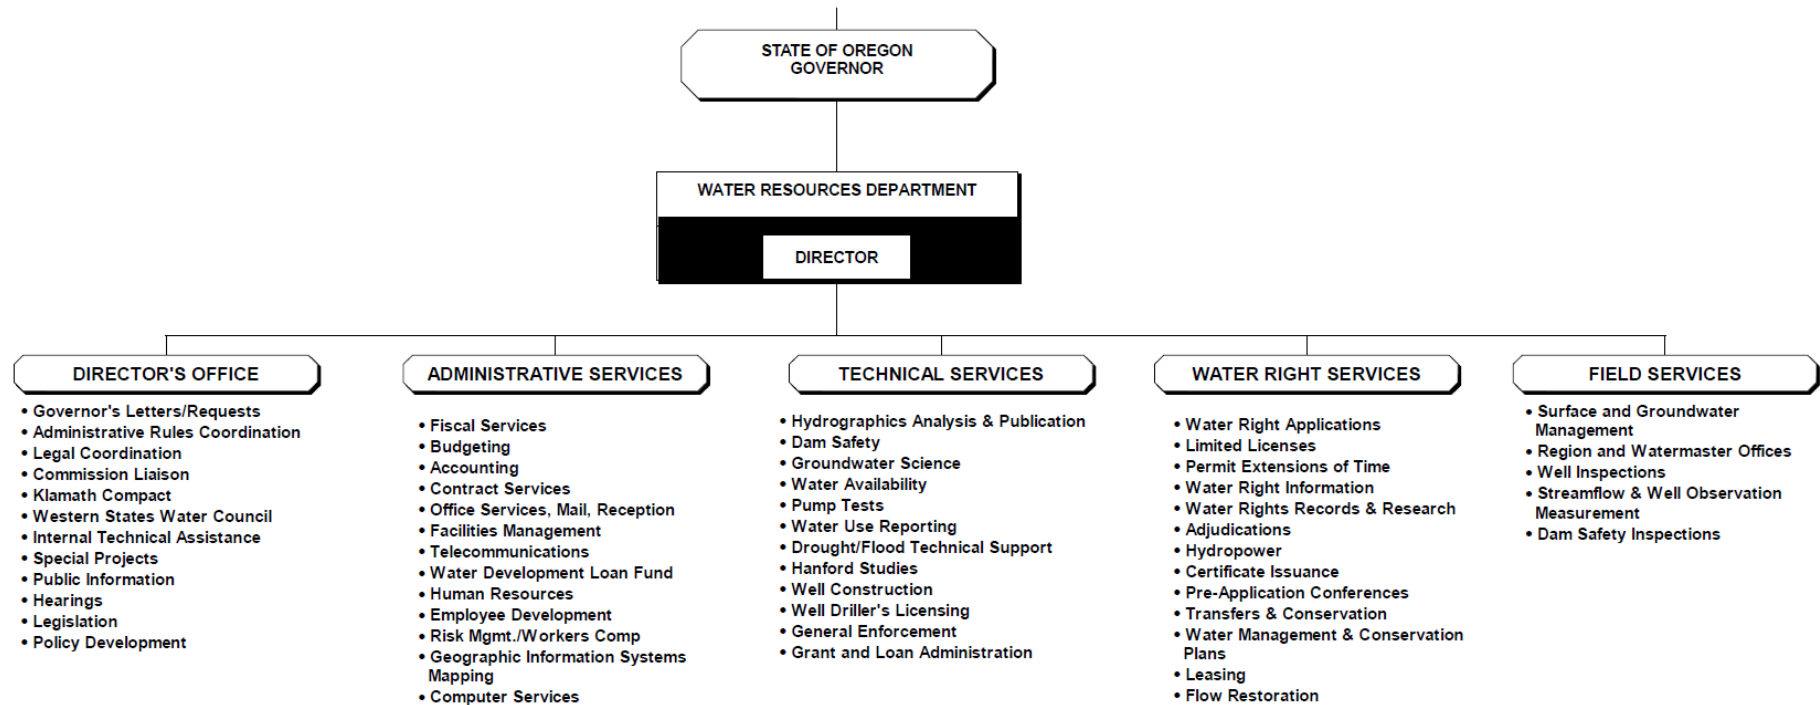 STATE OF OREGON
GOVERNOR
WATER RESOURCES DEPARTMENT
DIRECTOR
DIRECTOR'S OFFICE
• Governor's Letters/Requests
• Administrative Rules Coordination
• Legal Coordination
• Commission Liaison
• Klamath Compact
• Western States Water Council
• Internal Technical Assistance
• Special Projects
• Public Information
• Hearings
• Legislation
• Policy Development
ADMINISTRATIVE SERVICES
• Fiscal Services
• Budgeting
• Accounting
• Contract Services
• Office Services, Mail, Reception
• Facilities Management
• Telecommunications
• Water Development Loan Fund
• Human Resources
• Employee Development
• Risk Mgmt./Workers Comp
• Geographic Information Systems
Mapping
• Computer Services
TECHNICAL SERVICES
• Hydrographics Analysis & Publication
• Dam Safety
• Groundwater Science
• Water Availability
• Pump Tests
• Water Use Reporting
• Drought/Flood Technical Support
• Hanford Studies
• Well Construction
• Well Driller's Licensing
• General Enforcement
• Grant and Loan Administration
WATER RIGHT SERVICES
• Water Right Applications
• Limited Licenses
• Permit Extensions of Time
• Water Right Information
• Water Rights Records & Research
• Adjudications
• Hydropower
• Certificate Issuance
• Pre-Application Conferences
• Transfers & Conservation
• Water Management & Conservation
Plans
• Leasing
• Flow Restoration
FIELD SERVICES
• Surface and Groundwater
Management
• Region and Watermaster Offices
• Well Inspections
• Streamflow & Well Observation
Measurement
• Dam Safety Inspections